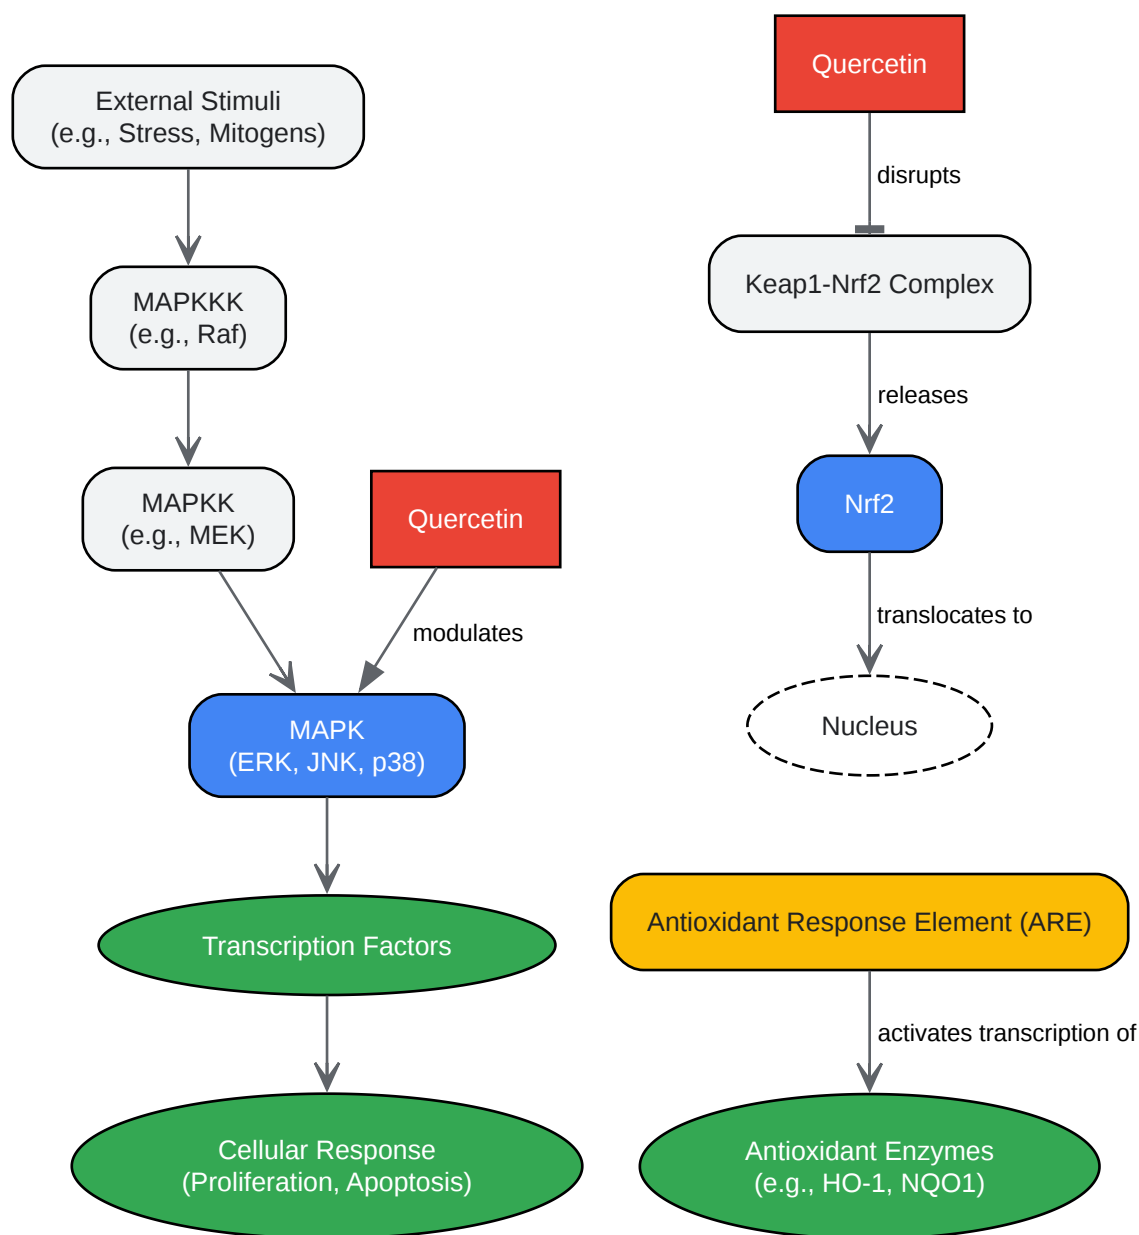 External Stimuli
(e.g., Stress, Mitogens)
MAPKKK
(e.g., Raf)
MAPKK
(e.g., MEK)
Quercetin
modulates
MAPK
(ERK, JNK, p38)
Transcription Factors
Cellular Response
(Proliferation, Apoptosis)
Quercetin
disrupts
Keap1-Nrf2 Complex
releases
Nrf2
translocates to
Nucleus
Antioxidant Response Element (ARE)
activates transcription of
Antioxidant Enzymes
(e.g., HO-1, NQO1)